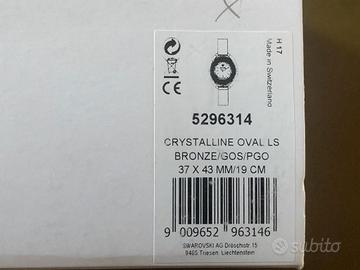 H 17
Made in Switzerland
CE
5296314
CRYSTALLINE OVAL LS
BRONZE/GOS/PGO
37 X 43 MM/19 CM
9 009652 963146
SWAROVSKI AG Dröschistr. 15
9495 Triesen, Liechtenstein
subito